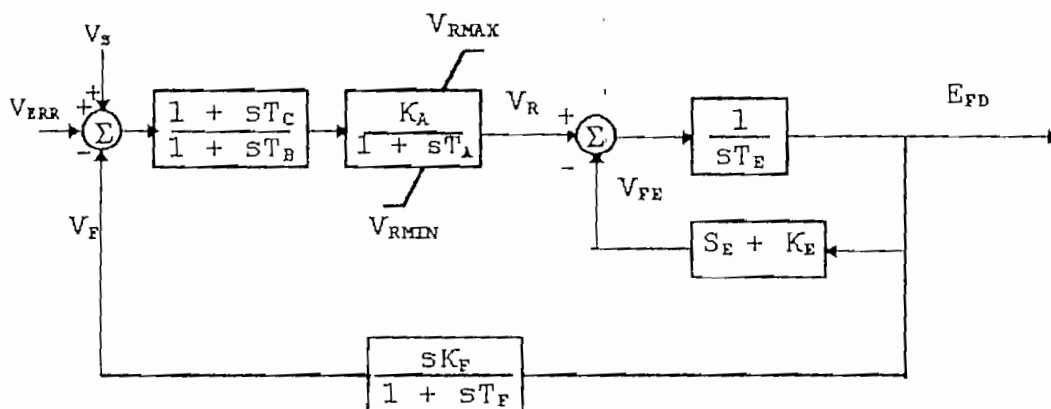 V_RMAX
V_S
V_ERR
+
+
-
Σ
1 + sT_C
1 + sT_B
K_A
1 + sT_A
V_R
+
-
Σ
1
sT_E
E_FD
V_RMIN
V_FE
V_F
S_E + K_E
sK_F
1 + sT_F